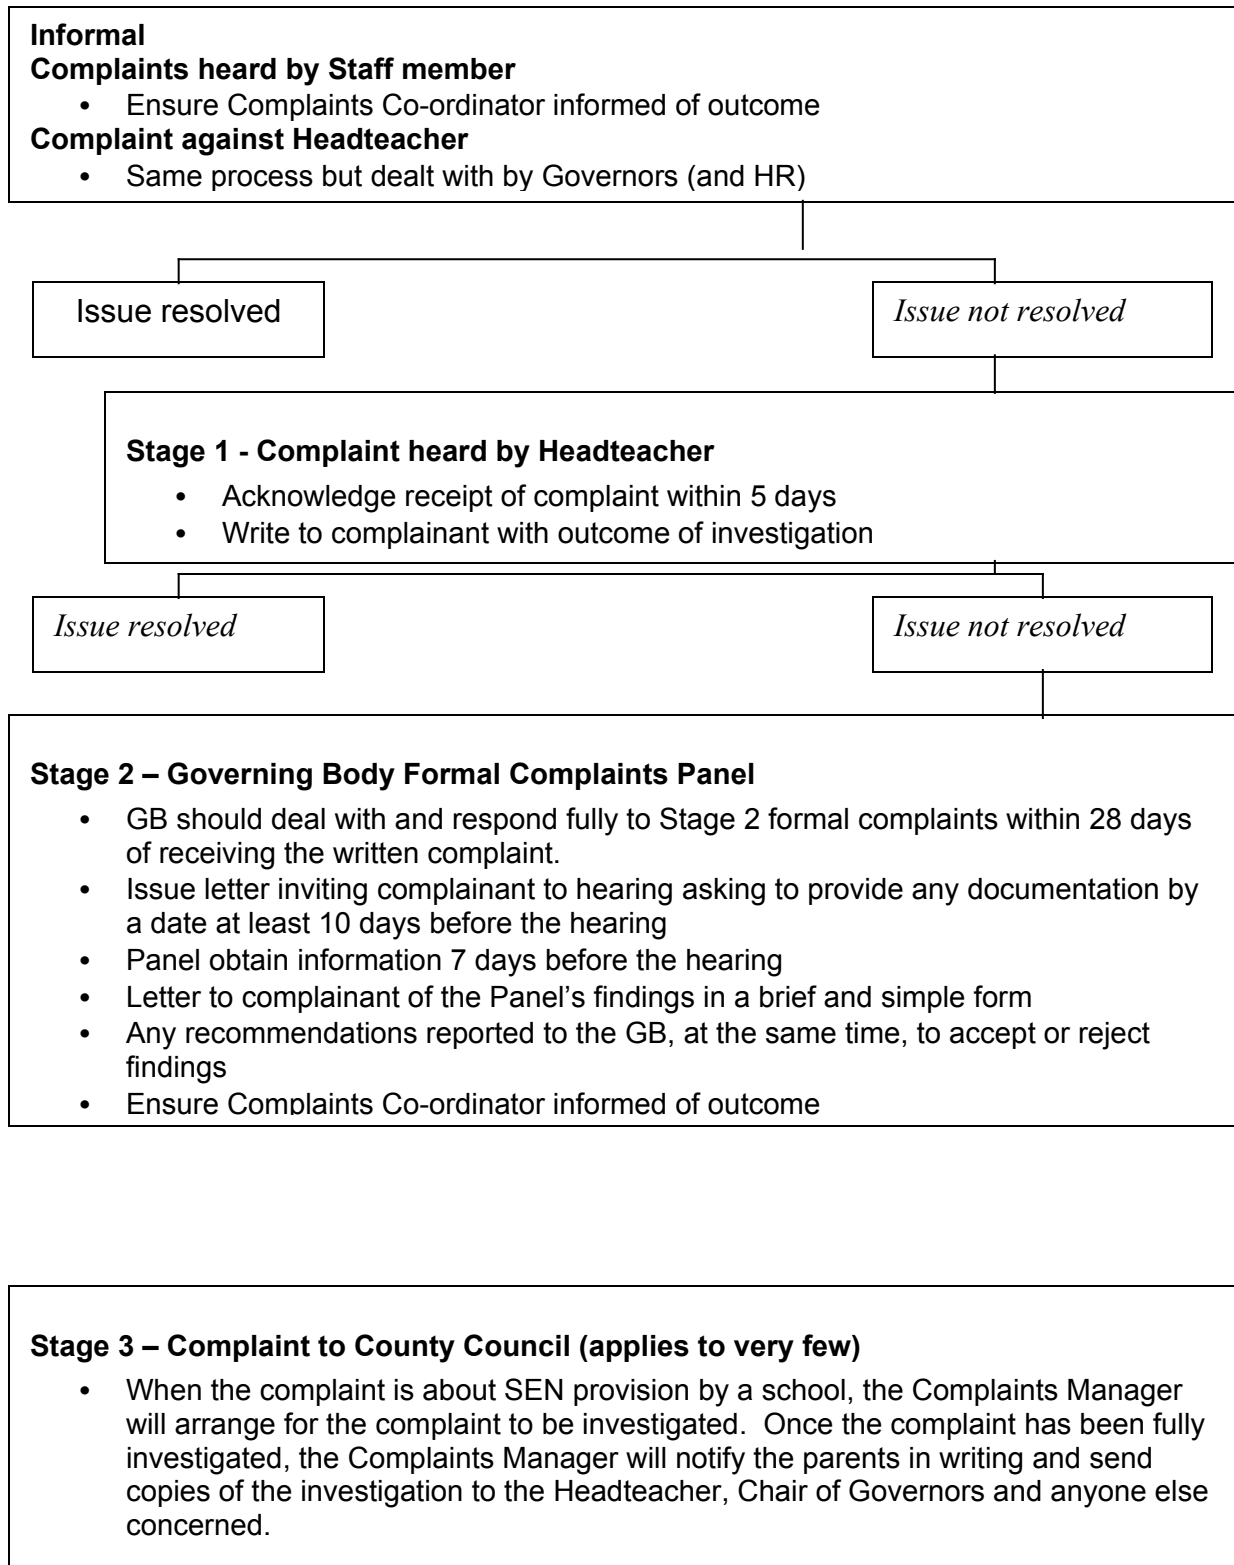 Informal
Complaints heard by Staff member
• Ensure Complaints Co-ordinator informed of outcome
Complaint against Headteacher
• Same process but dealt with by Governors (and HR)
Issue resolved
Issue not resolved
Stage 1 - Complaint heard by Headteacher
• Acknowledge receipt of complaint within 5 days
• Write to complainant with outcome of investigation
Issue resolved
Issue not resolved
Stage 2 – Governing Body Formal Complaints Panel
• GB should deal with and respond fully to Stage 2 formal complaints within 28 days
of receiving the written complaint.
• Issue letter inviting complainant to hearing asking to provide any documentation by
a date at least 10 days before the hearing
• Panel obtain information 7 days before the hearing
• Letter to complainant of the Panel’s findings in a brief and simple form
• Any recommendations reported to the GB, at the same time, to accept or reject
findings
• Ensure Complaints Co-ordinator informed of outcome
Stage 3 – Complaint to County Council (applies to very few)
• When the complaint is about SEN provision by a school, the Complaints Manager
will arrange for the complaint to be investigated.  Once the complaint has been fully
investigated, the Complaints Manager will notify the parents in writing and send
copies of the investigation to the Headteacher, Chair of Governors and anyone else
concerned.